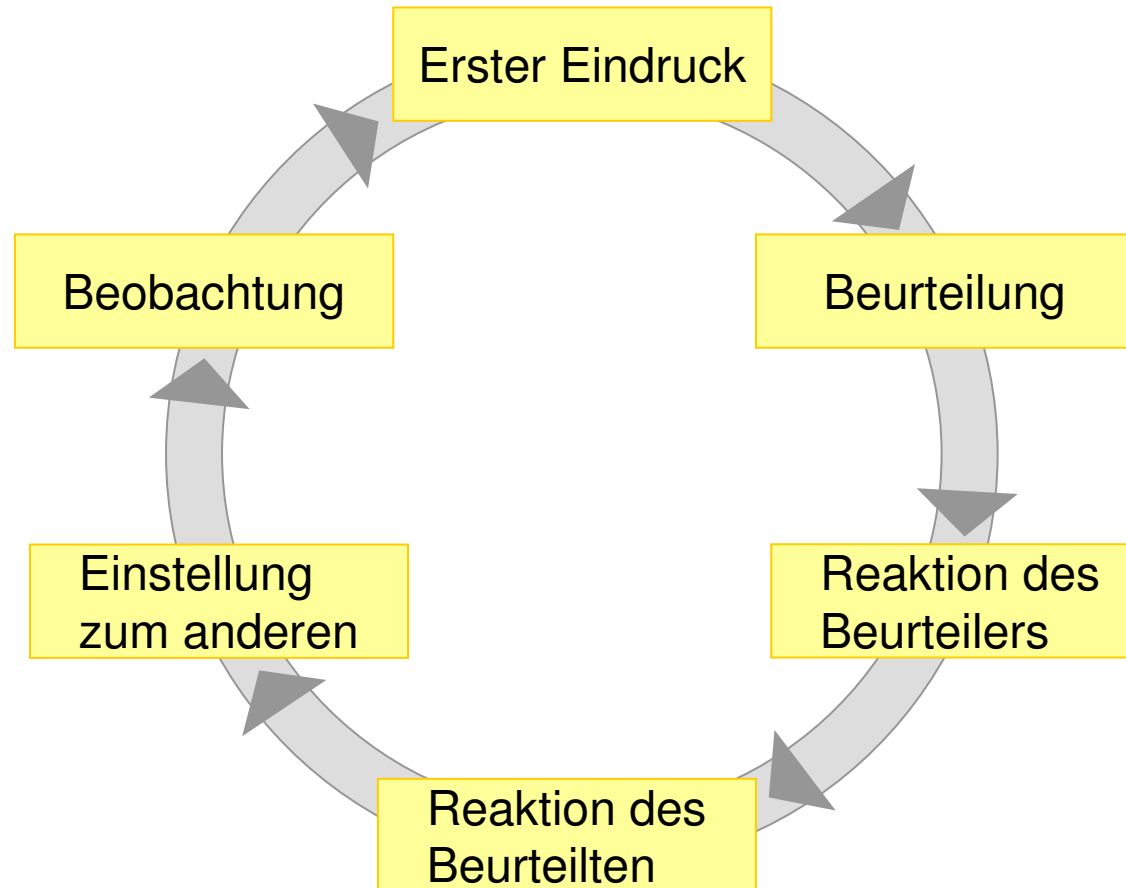 Erster Eindruck
Beurteilung
Reaktion des
Beurteilers
Reaktion des
Beurteilten
Einstellung
zum anderen
Beobachtung